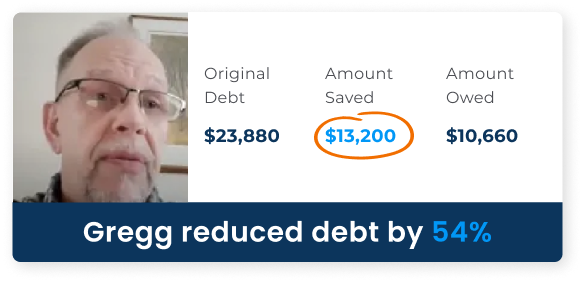 Original
Debt
$23,880
Amount
Saved
$13,200
Amount
Owed
$10,660
Gregg reduced debt by 54%